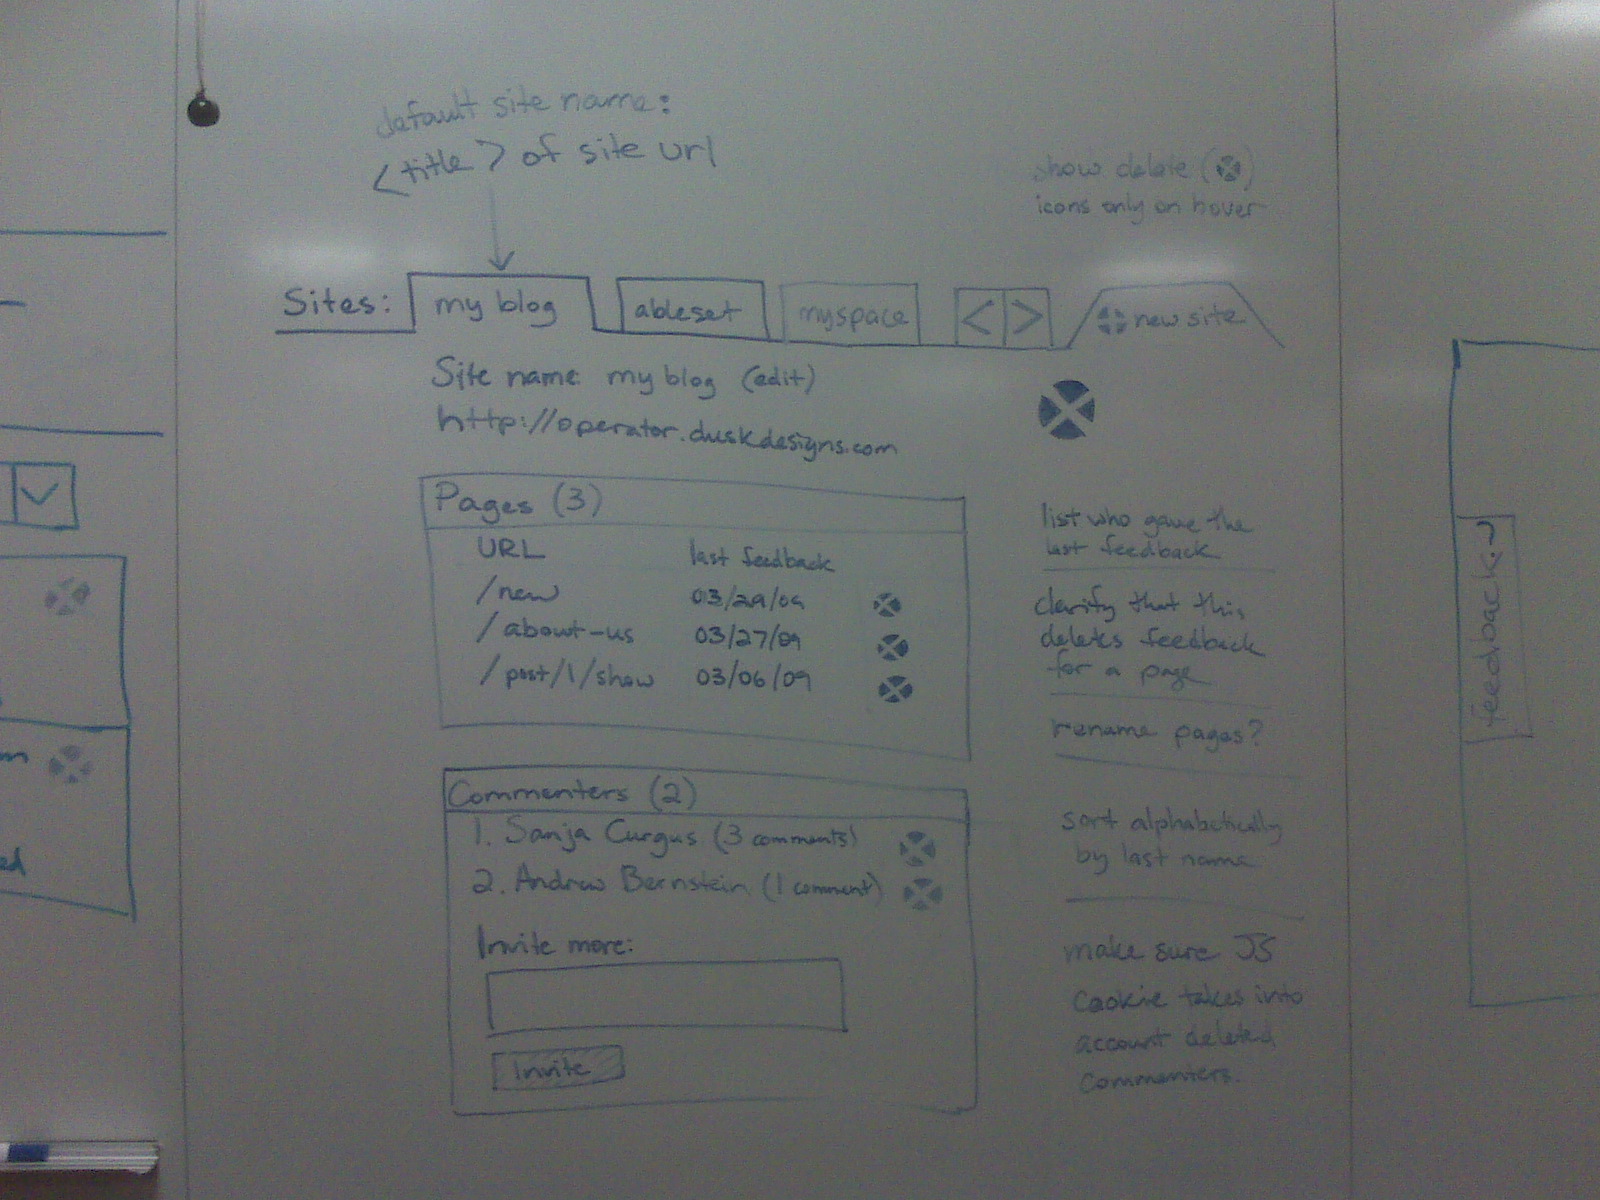 default site name:
<title> of site url
show delete ( )
icons only on hover
Sites: my blog ableset myspace < > new site
Site name my blog (edit)
http://operator.duskdesigns.com
Pages (3)
URL last feedback
/new 03/29/09
/about-us 03/27/09
/post/1/show 03/06/09
list who gave the
last feedback
clarify that this
deletes feedback
for a page
rename pages?
Commenters (2)
1. Sanja Curgus (3 comments)
2. Andrew Bernstein (1 comment)
Invite more:
Invite
sort alphabetically
by last name
make sure JS
cookie takes into
account deleted
commenters.
feedback